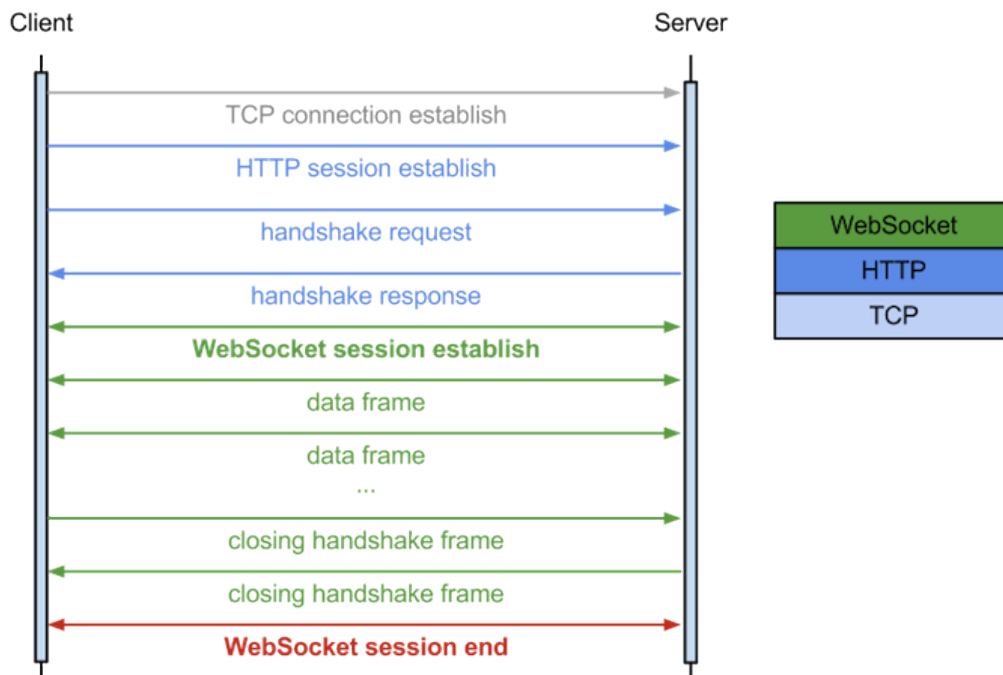 Client
Server
TCP connection establish
HTTP session establish
handshake request
handshake response
WebSocket session establish
data frame
data frame
...
closing handshake frame
closing handshake frame
WebSocket session end
WebSocket
HTTP
TCP